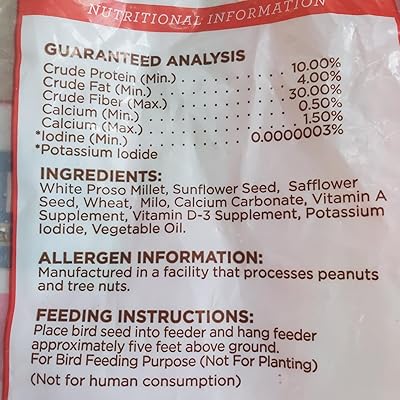 NUTRITIONAL INFORMATION
GUARANTEED ANALYSIS
Crude Protein (Min.) . . . . . . . . . . . . . . 10.00%
Crude Fat (Min.) . . . . . . . . . . . . . . 4.00%
Crude Fiber (Max.) . . . . . . . . . . . . . . 30.00%
Calcium (Min.) . . . . . . . . . . . . . . 0.50%
Calcium (Max.) . . . . . . . . . . . . . . 1.50%
*Iodine (Min.) . . . . . . . . . . . . 0.0000003%
*Potassium Iodide
INGREDIENTS:
White Proso Millet, Sunflower Seed, Safflower
Seed, Wheat, Milo, Calcium Carbonate, Vitamin A
Supplement, Vitamin D-3 Supplement, Potassium
Iodide, Vegetable Oil.
ALLERGEN INFORMATION:
Manufactured in a facility that processes peanuts
and tree nuts.
FEEDING INSTRUCTIONS:
Place bird seed into feeder and hang feeder
approximately five feet above ground.
For Bird Feeding Purpose (Not For Planting)
(Not for human consumption)